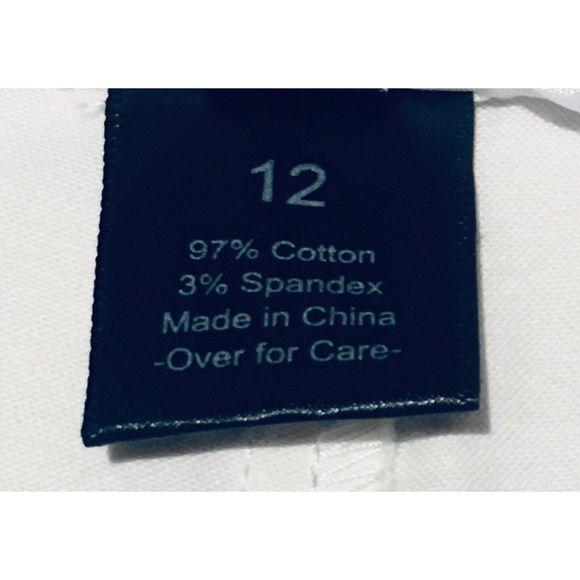 12
97% Cotton
3% Spandex
Made in China
-Over for Care-